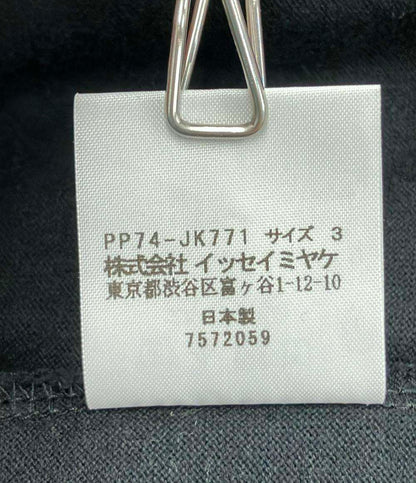 PP74-JK771 サイズ 3
株式会社 イッセイミヤケ
東京都渋谷区富ヶ谷1-12-10
日本製
7572059